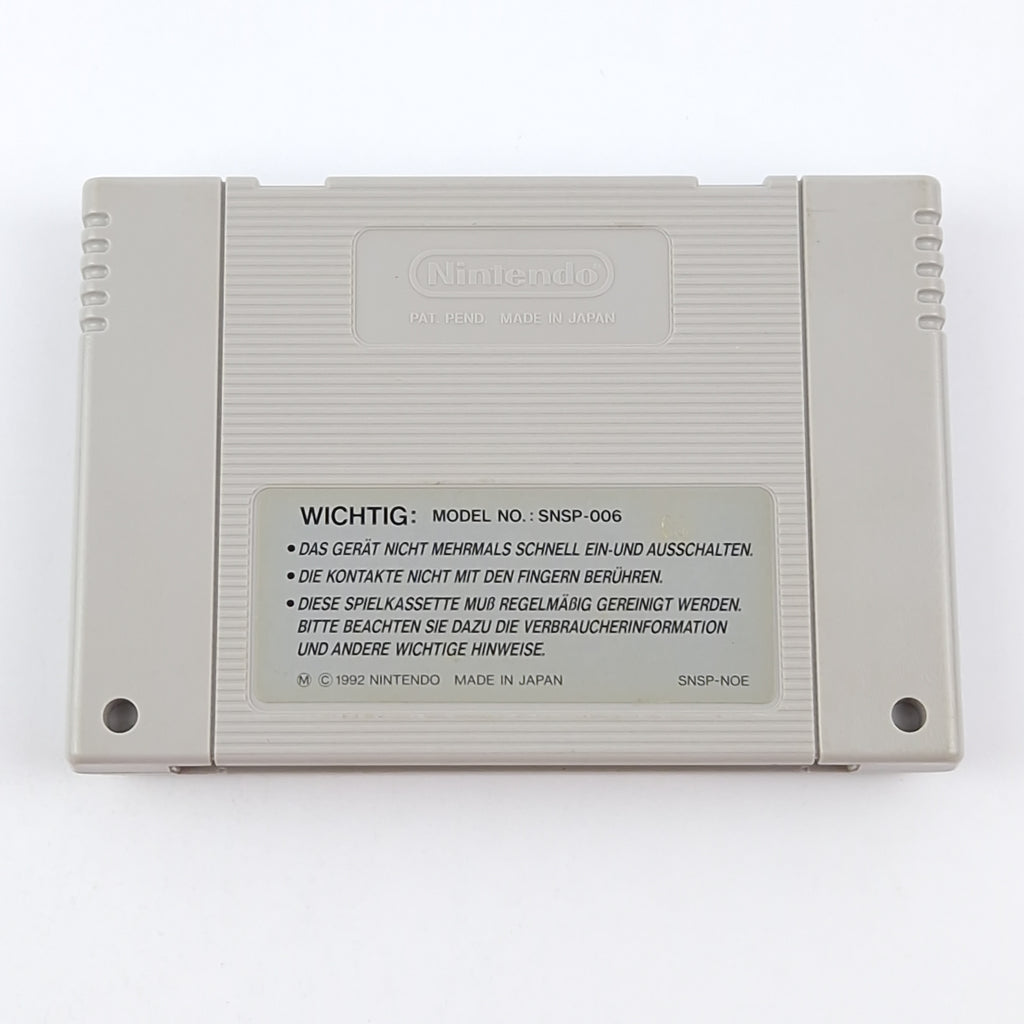 Nintendo
PAT. PEND. MADE IN JAPAN
WICHTIG: MODEL NO.: SNSP-006
• DAS GERÄT NICHT MEHRMALS SCHNELL EIN-UND AUSSCHALTEN.
• DIE KONTAKTE NICHT MIT DEN FINGERN BERÜHREN.
• DIESE SPIELKASSETTE MUß REGELMÄßIG GEREINIGT WERDEN.
BITTE BEACHTEN SIE DAZU DIE VERBRAUCHERINFORMATION
UND ANDERE WICHTIGE HINWEISE.
Ⓜ © 1992 NINTENDO MADE IN JAPAN SNSP-NOE